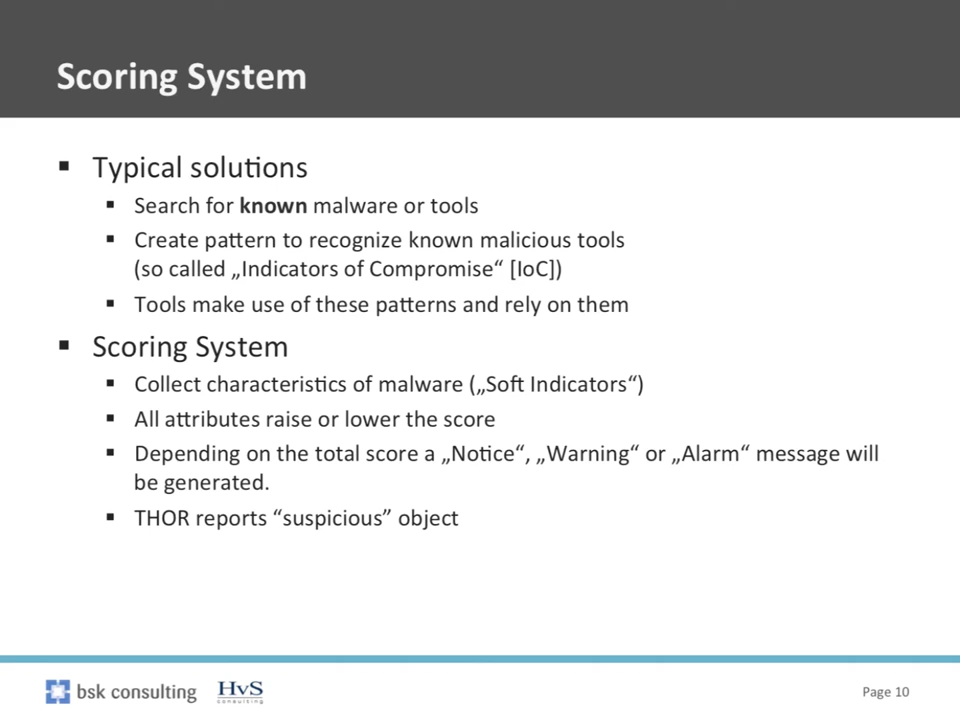 Scoring System
▪ Typical solutions
▪ Search for known malware or tools
▪ Create pattern to recognize known malicious tools
(so called „Indicators of Compromise“ [IoC])
▪ Tools make use of these patterns and rely on them
▪ Scoring System
▪ Collect characteristics of malware („Soft Indicators“)
▪ All attributes raise or lower the score
▪ Depending on the total score a „Notice“, „Warning“ or „Alarm“ message will
be generated.
▪ THOR reports “suspicious” object
bsk consulting
HvS
consulting
Page 10